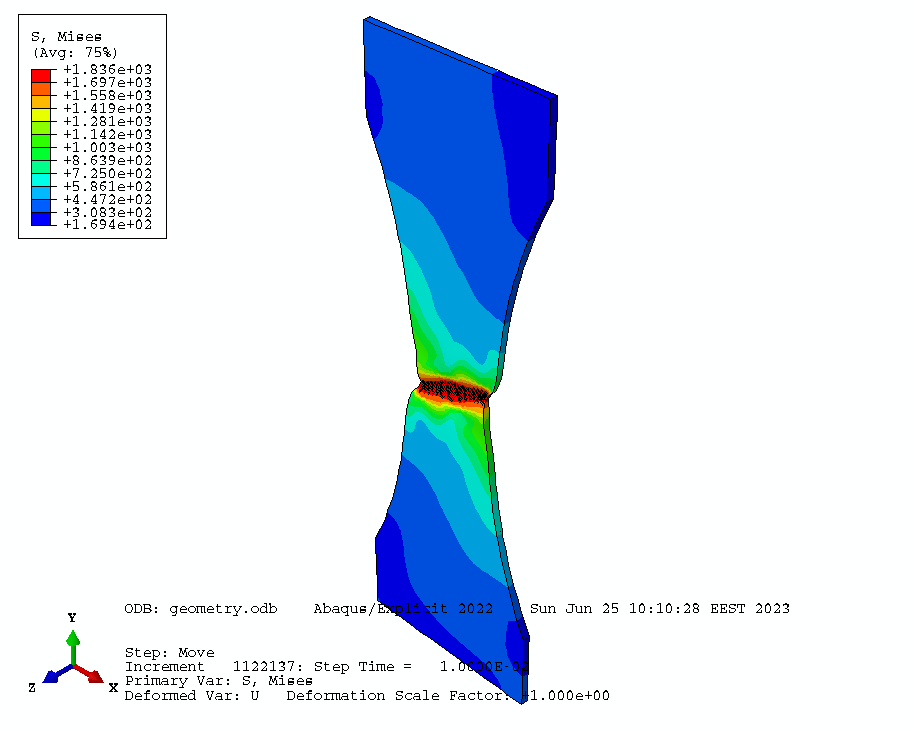 S, Mises
(Avg: 75%)
+1.836e+03
+1.697e+03
+1.558e+03
+1.419e+03
+1.281e+03
+1.142e+03
+1.003e+03
+8.639e+02
+7.250e+02
+5.861e+02
+4.472e+02
+3.083e+02
+1.694e+02
ODB: geometry.odb Abaqus/Explicit 2022 Sun Jun 25 10:10:28 EEST 2023
Y
Z
X
Step: Move
Increment 1122137: Step Time =
Primary Var: S, Mises
Deformed Var: U Deformation Scale Factor: +1.000e+00